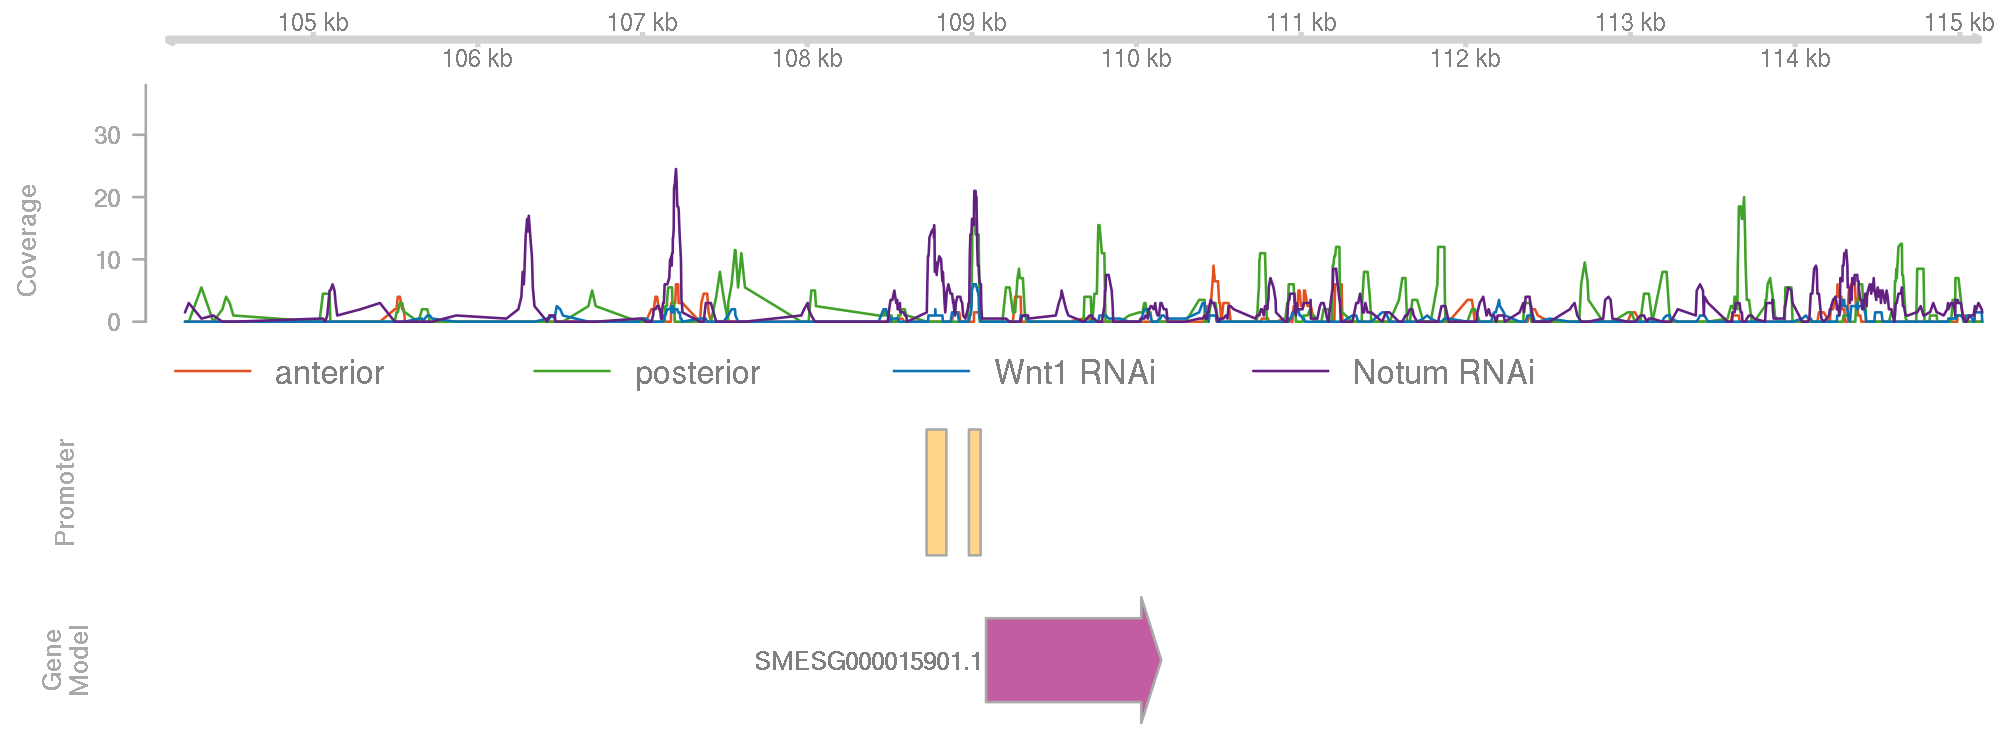 105 kb 107 kb 109 kb 111 kb 113 kb 115 kb
106 kb 108 kb 110 kb 112 kb 114 kb
Coverage
30
20
10
0
anterior posterior Wnt1 RNAi Notum RNAi
Promoter
Gene
Model
SMESG000015901.1